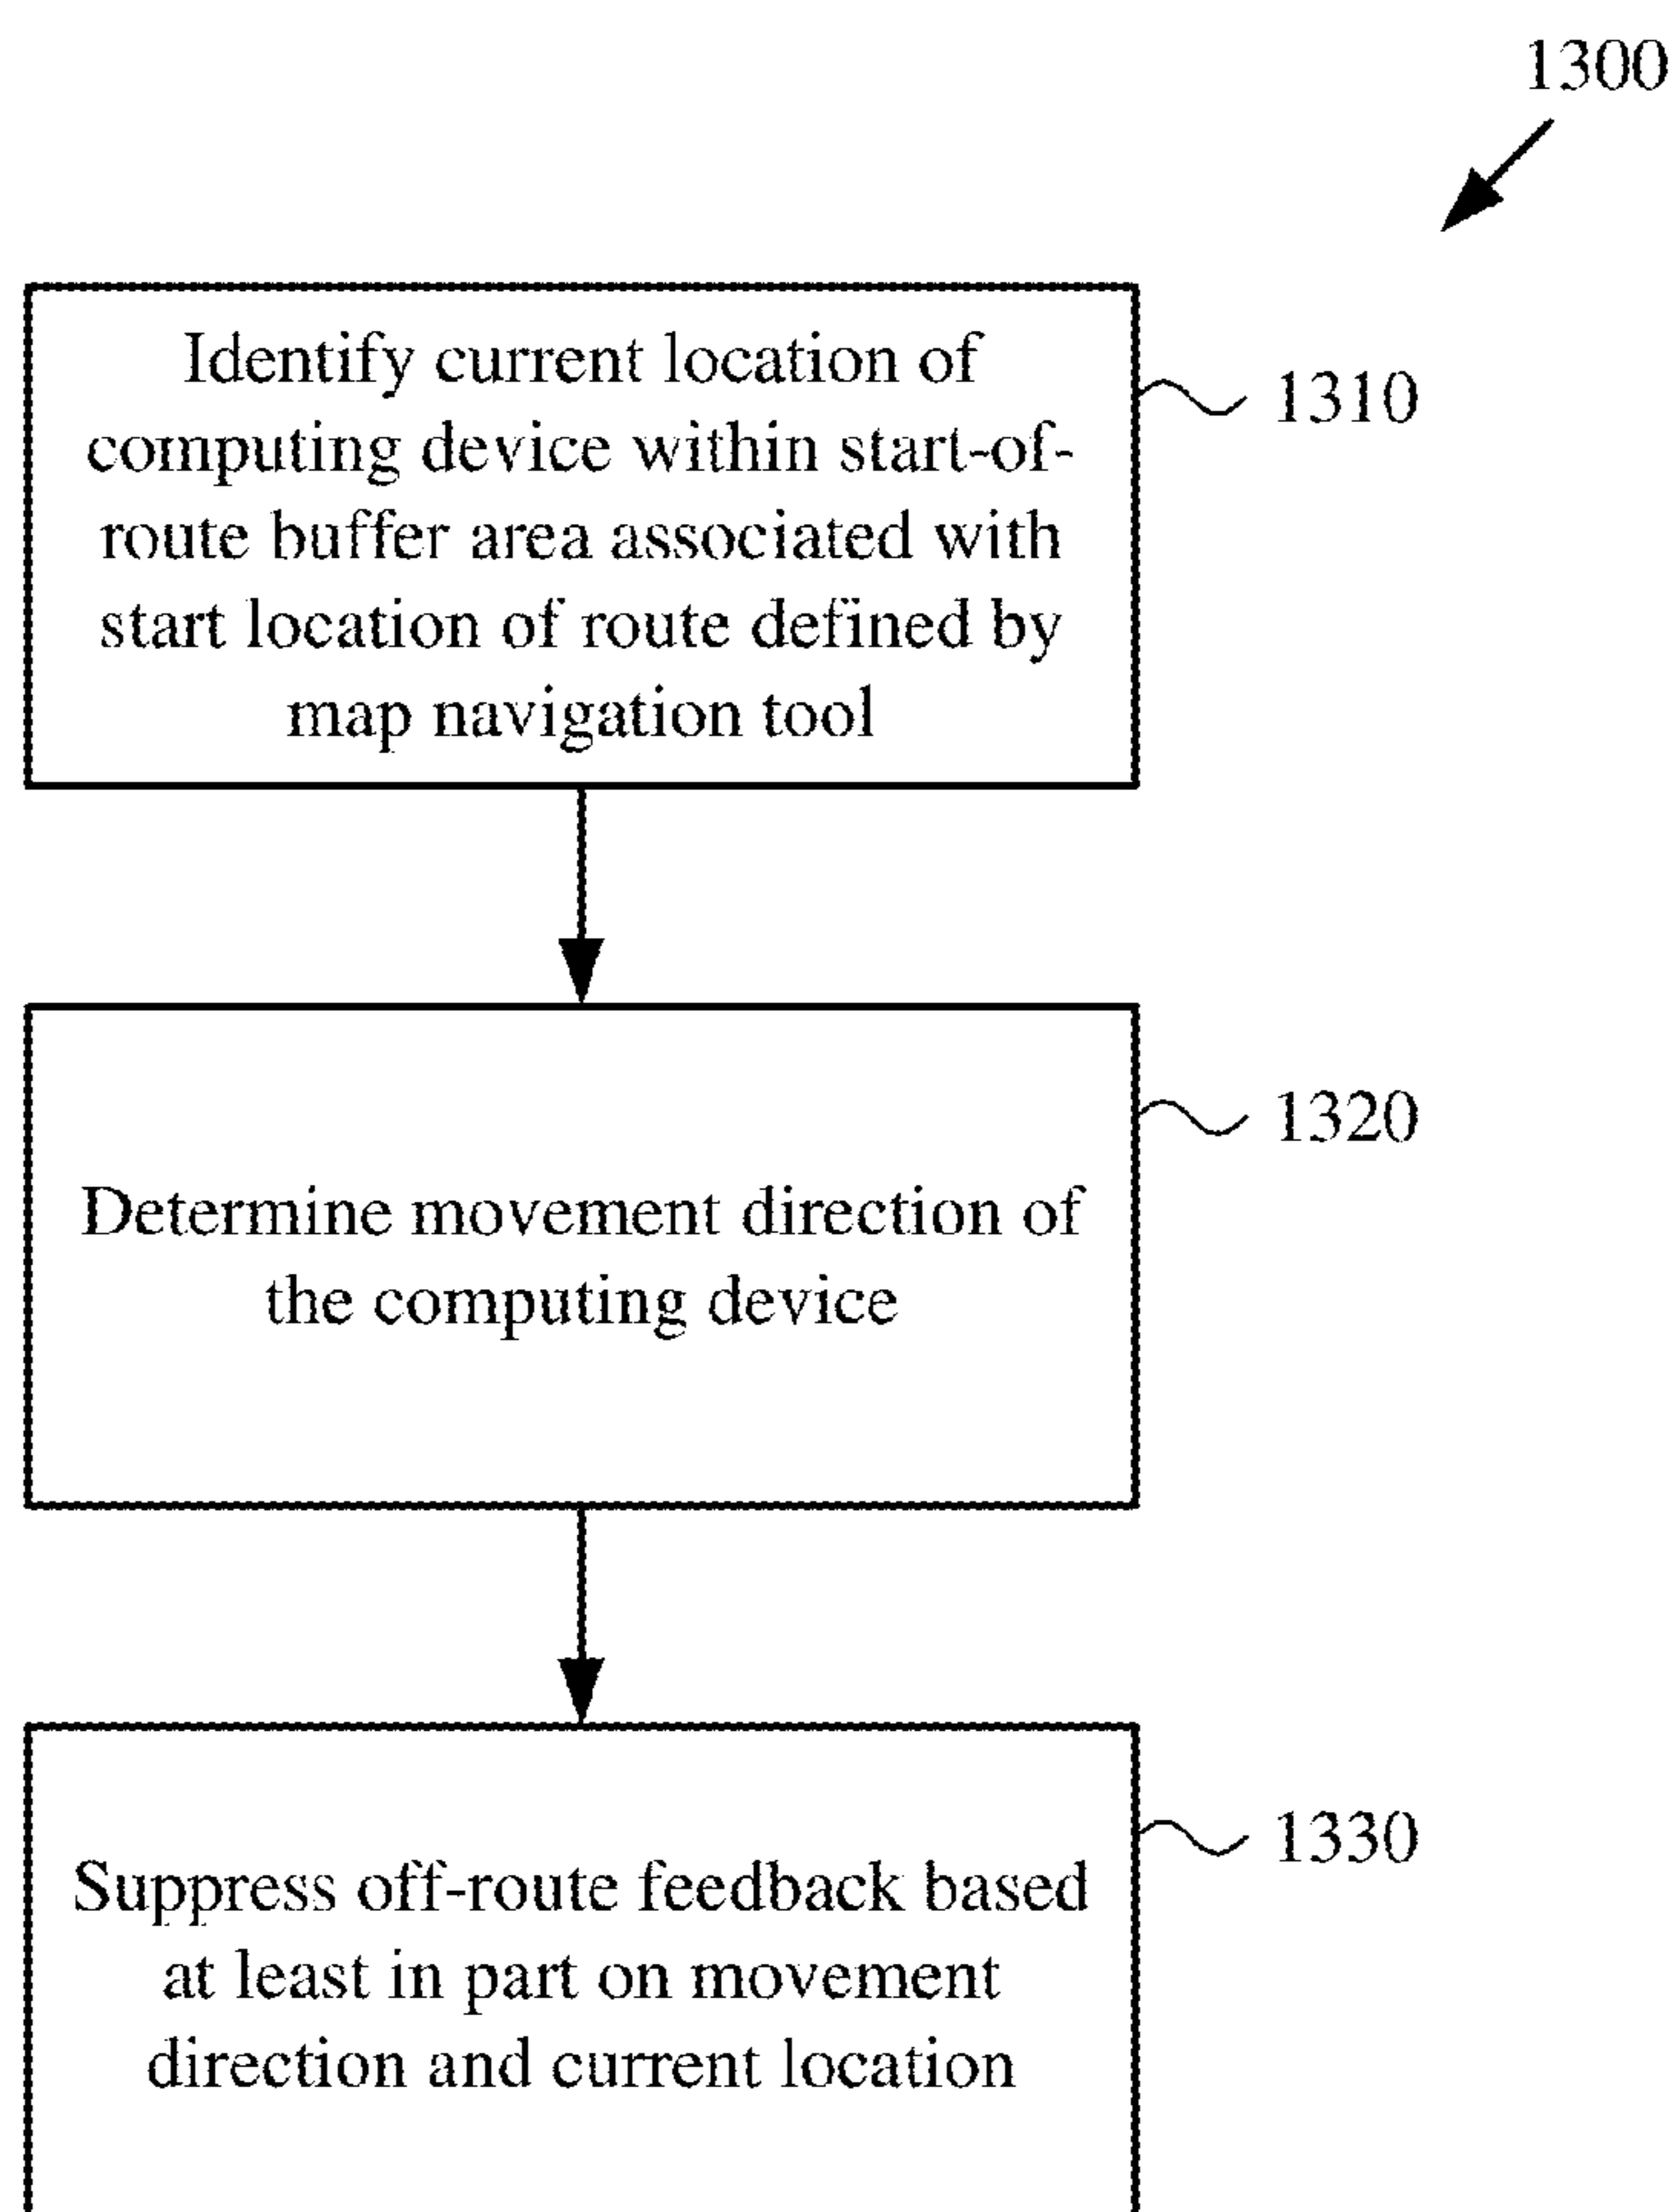 1300
Identify current location of
computing device within start-of-
route buffer area associated with
start location of route defined by
map navigation tool
1310
Determine movement direction of
the computing device
1320
Suppress off-route feedback based
at least in part on movement
direction and current location
1330